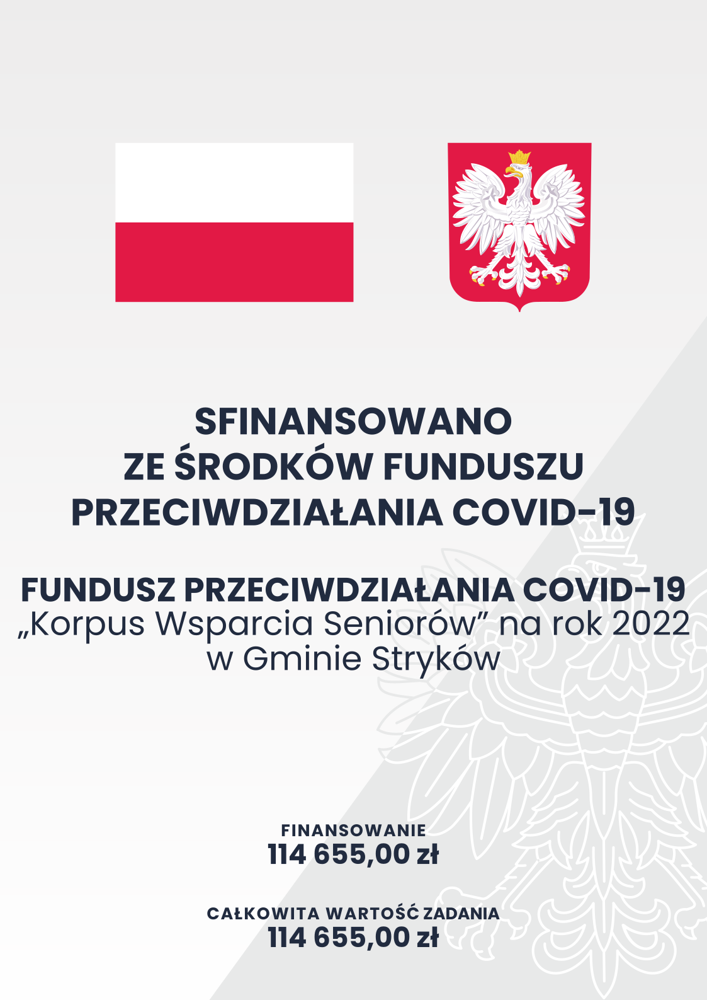 SFINANSOWANO
ZE ŚRODKÓW FUNDUSZU
PRZECIWDZIAŁANIA COVID-19
FUNDUSZ PRZECIWDZIAŁANIA COVID-19
„Korpus Wsparcia Seniorów” na rok 2022
w Gminie Stryków
FINANSOWANIE
114 655,00 zł
CAŁKOWITA WARTOŚĆ ZADANIA
114 655,00 zł